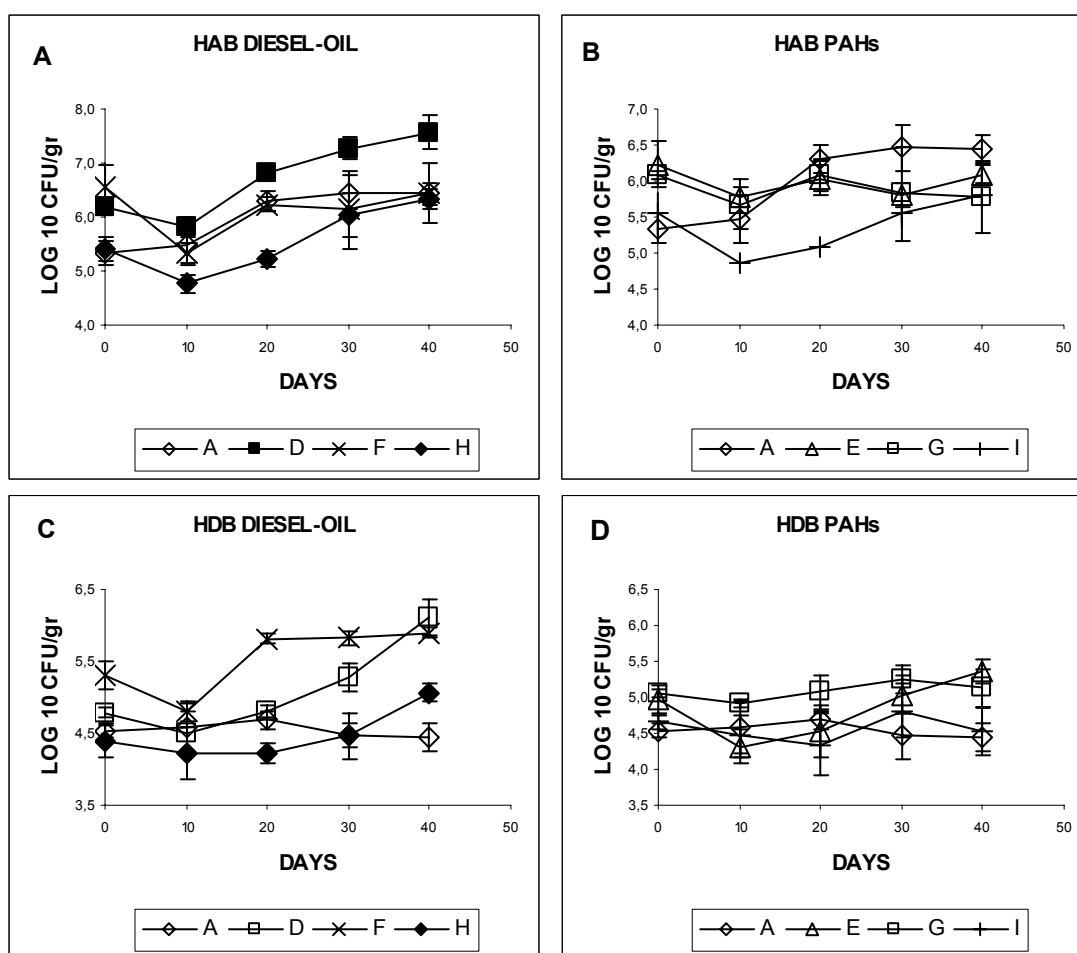 A
HAB DIESEL-OIL
LOG 10 CFU/gr
8,0
7,0
6,0
5,0
4,0
0 10 20 30 40 50
DAYS
A D F H
B
HAB PAHs
LOG 10 CFU/gr
7,0
6,5
6,0
5,5
5,0
4,5
4,0
0 10 20 30 40 50
DAYS
A E G I
C
HDB DIESEL-OIL
LOG 10 CFU/gr
6,5
5,5
4,5
3,5
0 10 20 30 40 50
DAYS
A D F H
D
HDB PAHs
LOG 10 CFU/gr
6,5
6,0
5,5
5,0
4,5
4,0
3,5
0 10 20 30 40 50
DAYS
A E G I